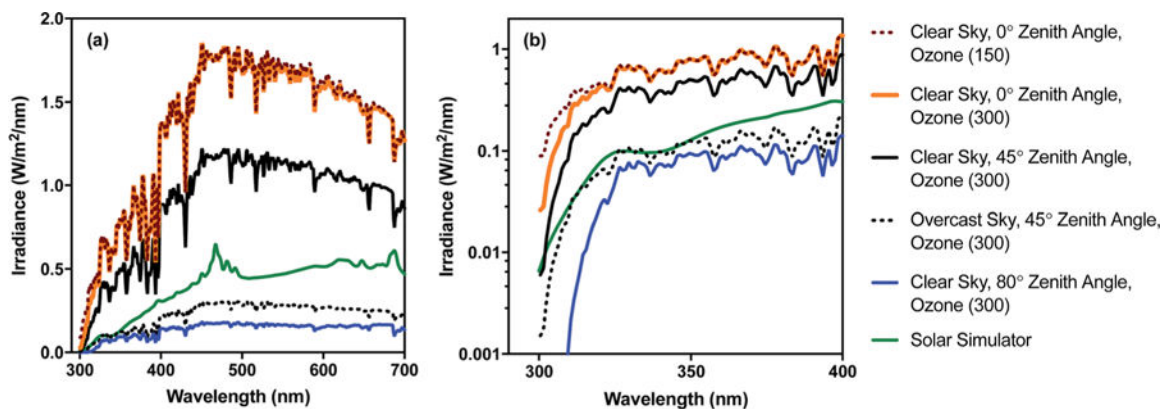 (a)
2.0
1.5
1.0
0.5
0.0
Irradiance (W/m²/nm)
300
400
500
600
700
Wavelength (nm)
(b)
1
0.1
0.01
0.001
Irradiance (W/m²/nm)
300
350
400
Wavelength (nm)
Clear Sky, 0° Zenith Angle,
Ozone (150)
Clear Sky, 0° Zenith Angle,
Ozone (300)
Clear Sky, 45° Zenith Angle,
Ozone (300)
Overcast Sky, 45° Zenith Angle,
Ozone (300)
Clear Sky, 80° Zenith Angle,
Ozone (300)
Solar Simulator